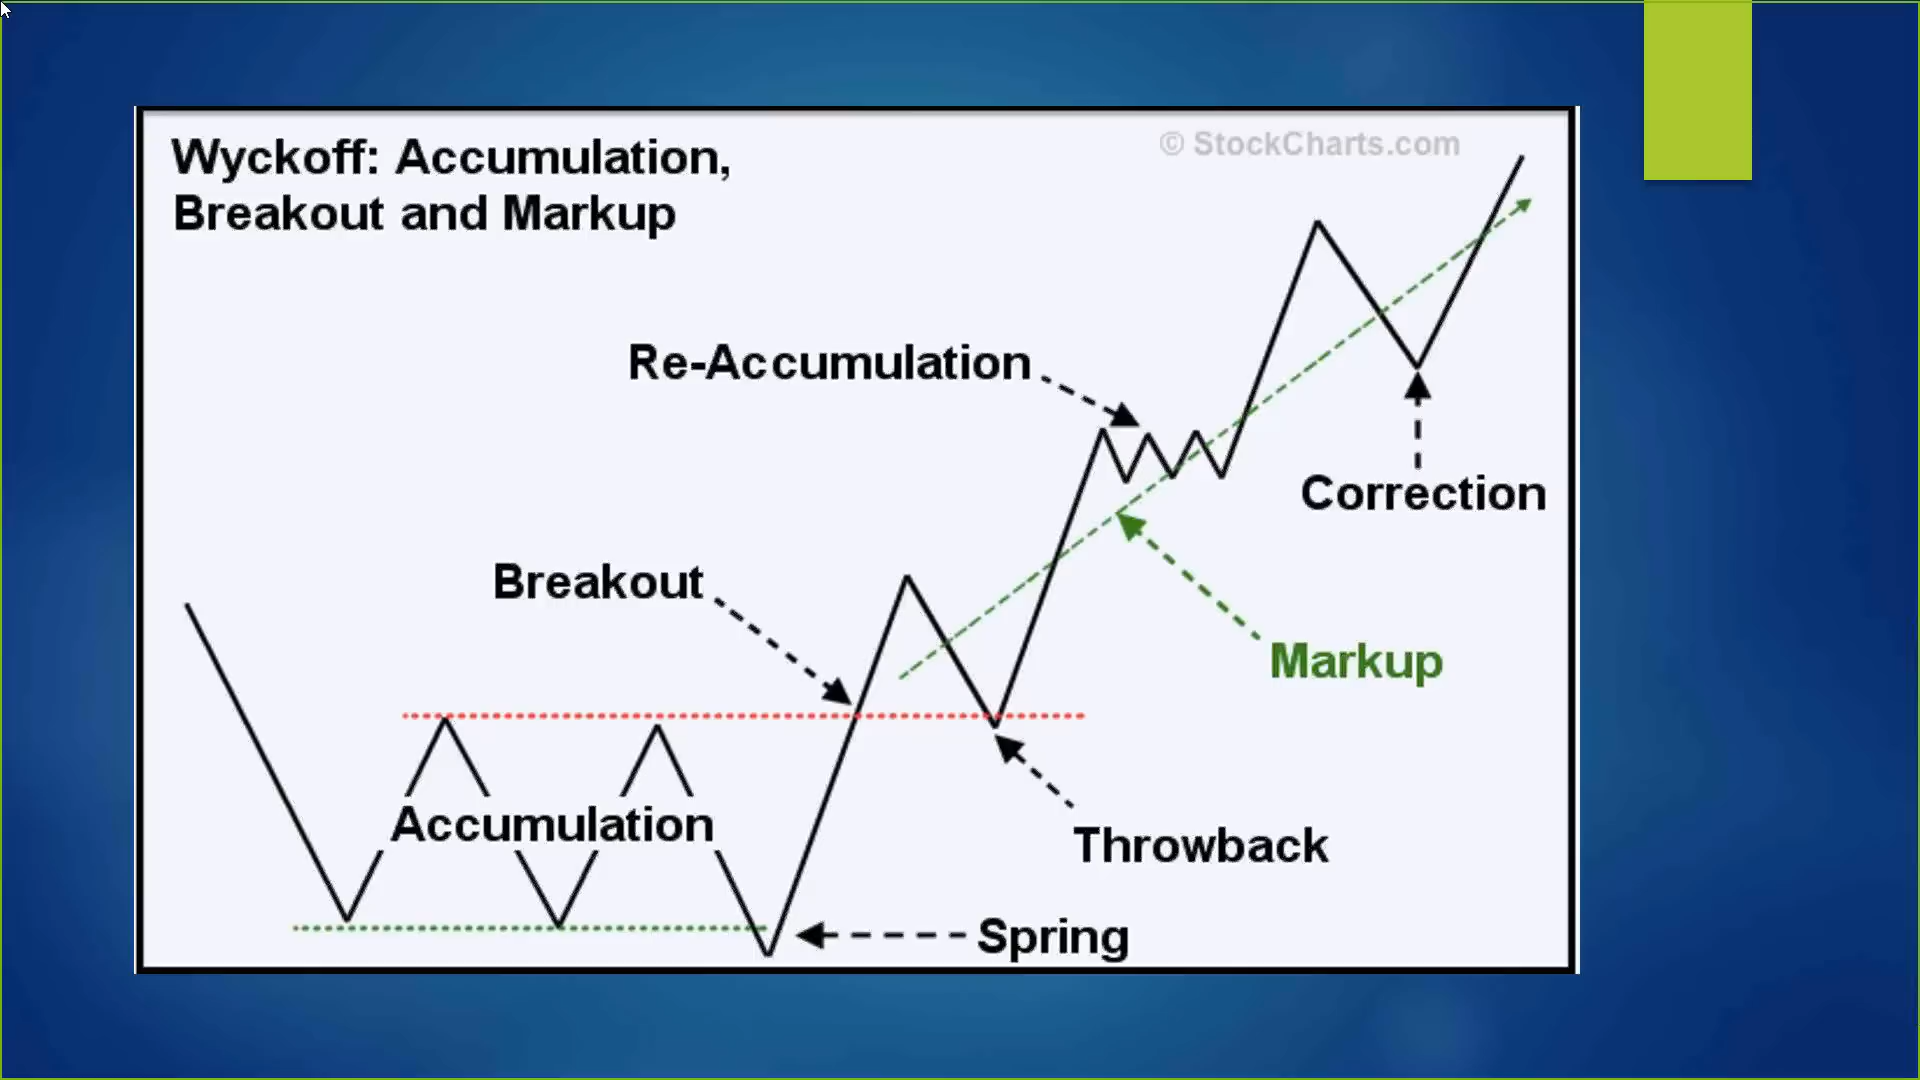 Wyckoff: Accumulation,
Breakout and Markup
© StockCharts.com
Re-Accumulation
Correction
Breakout
Markup
Accumulation
Throwback
Spring